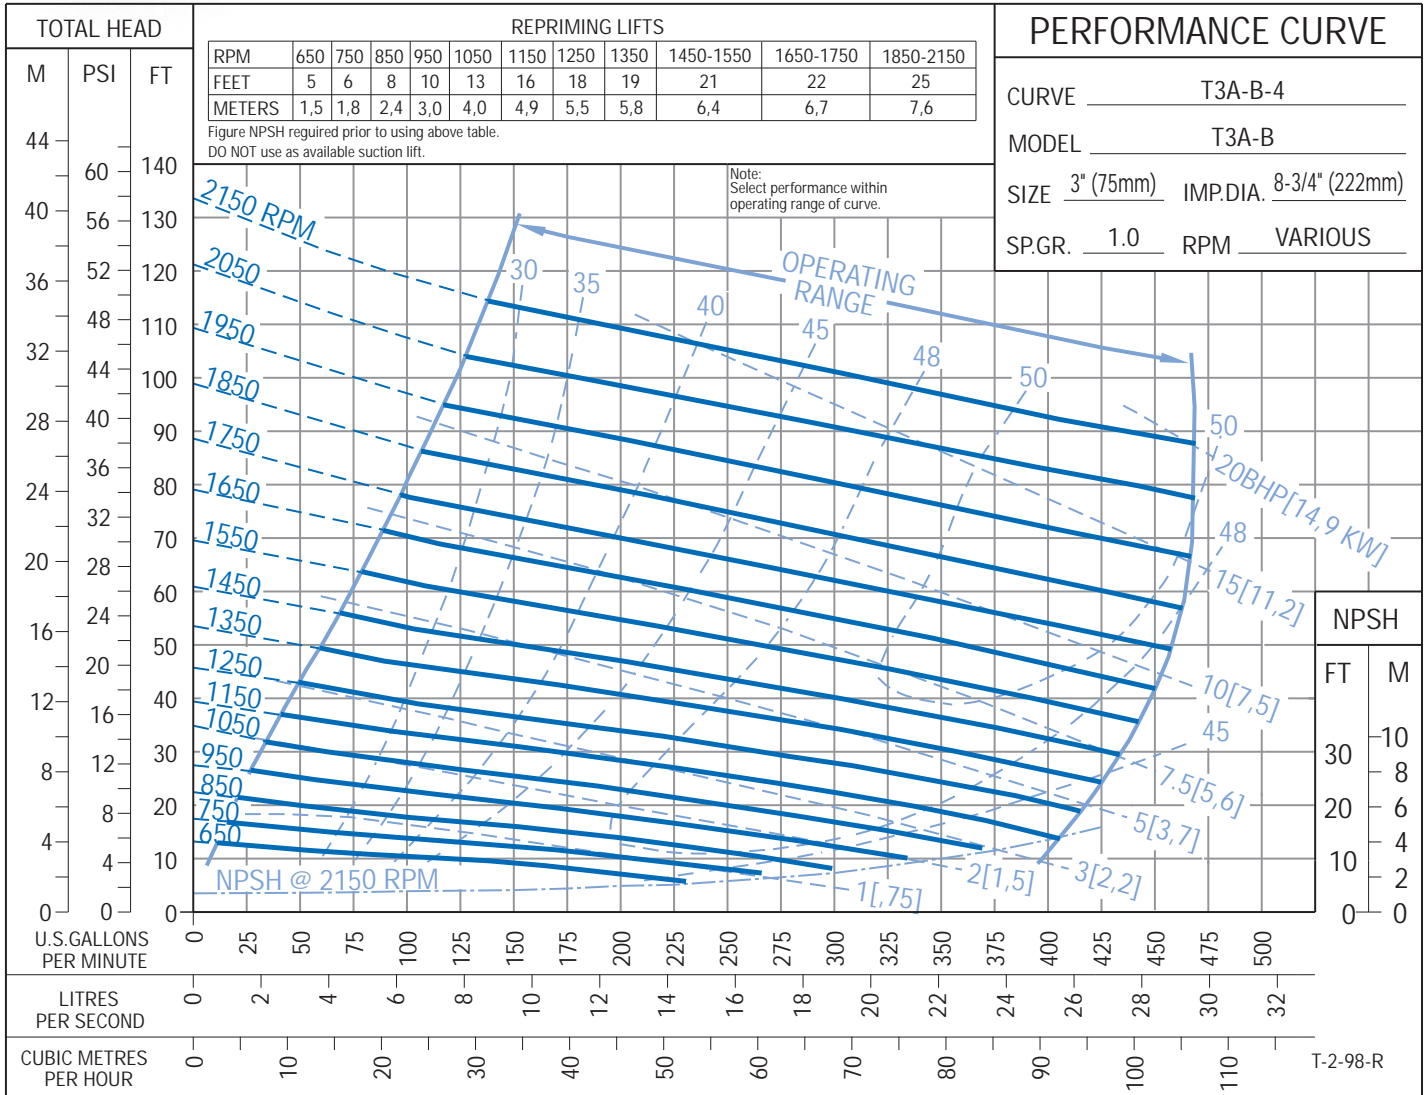 TOTAL HEAD
M PSI FT
REPRIMING LIFTS
RPM 650 750 850 950 1050 1150 1250 1350 1450-1550 1650-1750 1850-2150
FEET 5 6 8 10 13 16 18 19 21 22 25
METERS 1,5 1,8 2,4 3,0 4,0 4,9 5,5 5,8 6,4 6,7 7,6
Figure NPSH required prior to using above table.
DO NOT use as available suction lift.
PERFORMANCE CURVE
CURVE T3A-B-4
MODEL T3A-B
SIZE 3" (75mm) IMP.DIA. 8-3/4" (222mm)
SP.GR. 1.0 RPM VARIOUS
Note:
Select performance within
operating range of curve.
44
40
36
32
28
24
20
16
12
8
4
0
60
56
52
48
44
40
36
32
28
24
20
16
12
8
4
0
140
130
120
110
100
90
80
70
60
50
40
30
20
10
0
2150 RPM
2050
1950
1850
1750
1650
1550
1450
1350
1250
1150
1050
950
850
750
650
OPERATING
RANGE
30
35
40
45
48
50
50
20BHP[14,9 KW]
48
15[11,2]
10[7,5]
45
7.5[5,6]
5[3,7]
3[2,2]
2[1,5]
1[,75]
NPSH @ 2150 RPM
NPSH
FT M
30
20
10
0
10
8
6
4
2
0
U.S.GALLONS
PER MINUTE
0 25 50 75 100 125 150 175 200 225 250 275 300 325 350 375 400 425 450 475 500
LITRES
PER SECOND
0 2 4 6 8 10 12 14 16 18 20 22 24 26 28 30 32
CUBIC METRES
PER HOUR
0 10 20 30 40 50 60 70 80 90 100 110
T-2-98-R